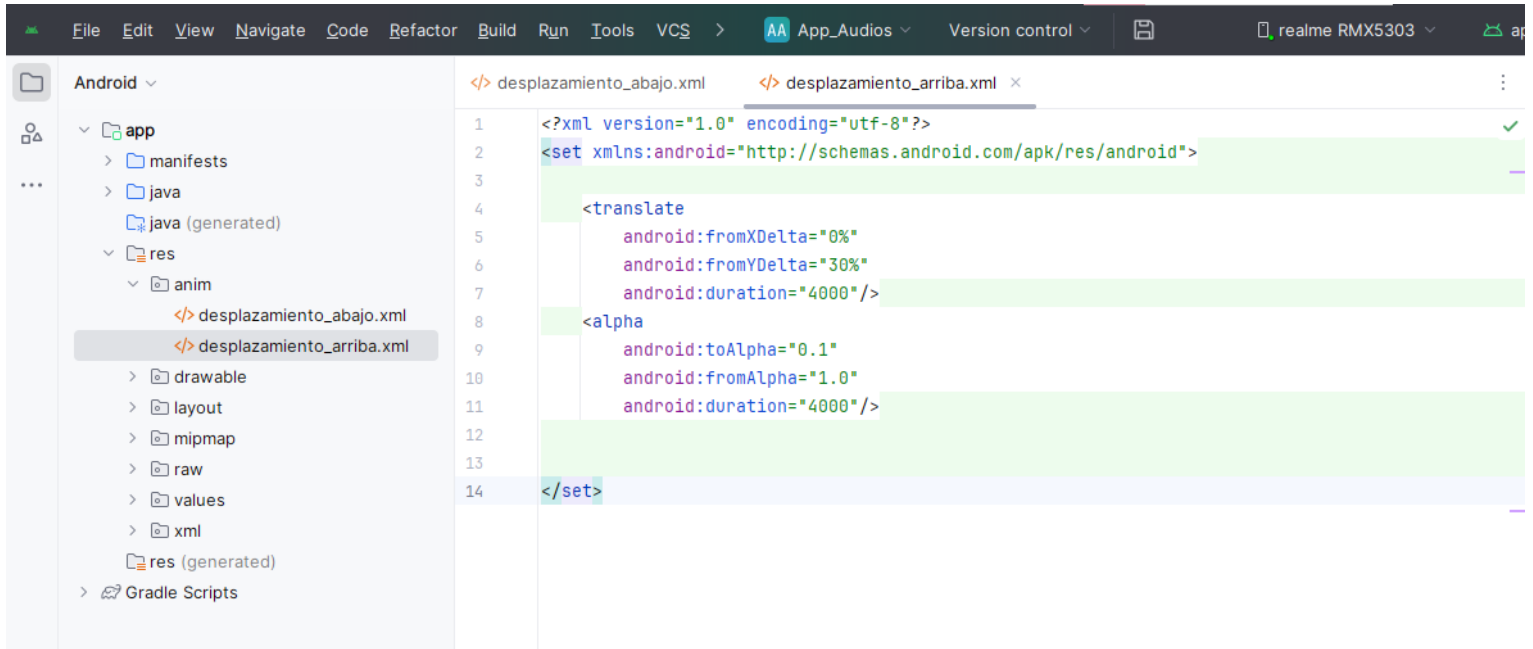 File Edit View Navigate Code Refactor Build Run Tools VCS > AA App_Audios Version control realme RMX5303
Android
desplazamiento_abajo.xml desplazamiento_arriba.xml ×
app
manifests
java
java (generated)
res
anim
desplazamiento_abajo.xml
desplazamiento_arriba.xml
drawable
layout
mipmap
raw
values
xml
res (generated)
Gradle Scripts
1 <?xml version="1.0" encoding="utf-8"?>
2 <set xmlns:android="http://schemas.android.com/apk/res/android">
3
4 <translate
5 android:fromXDelta="0%"
6 android:fromYDelta="30%"
7 android:duration="4000"/>
8 <alpha
9 android:toAlpha="0.1"
10 android:fromAlpha="1.0"
11 android:duration="4000"/>
12
13
14 </set>